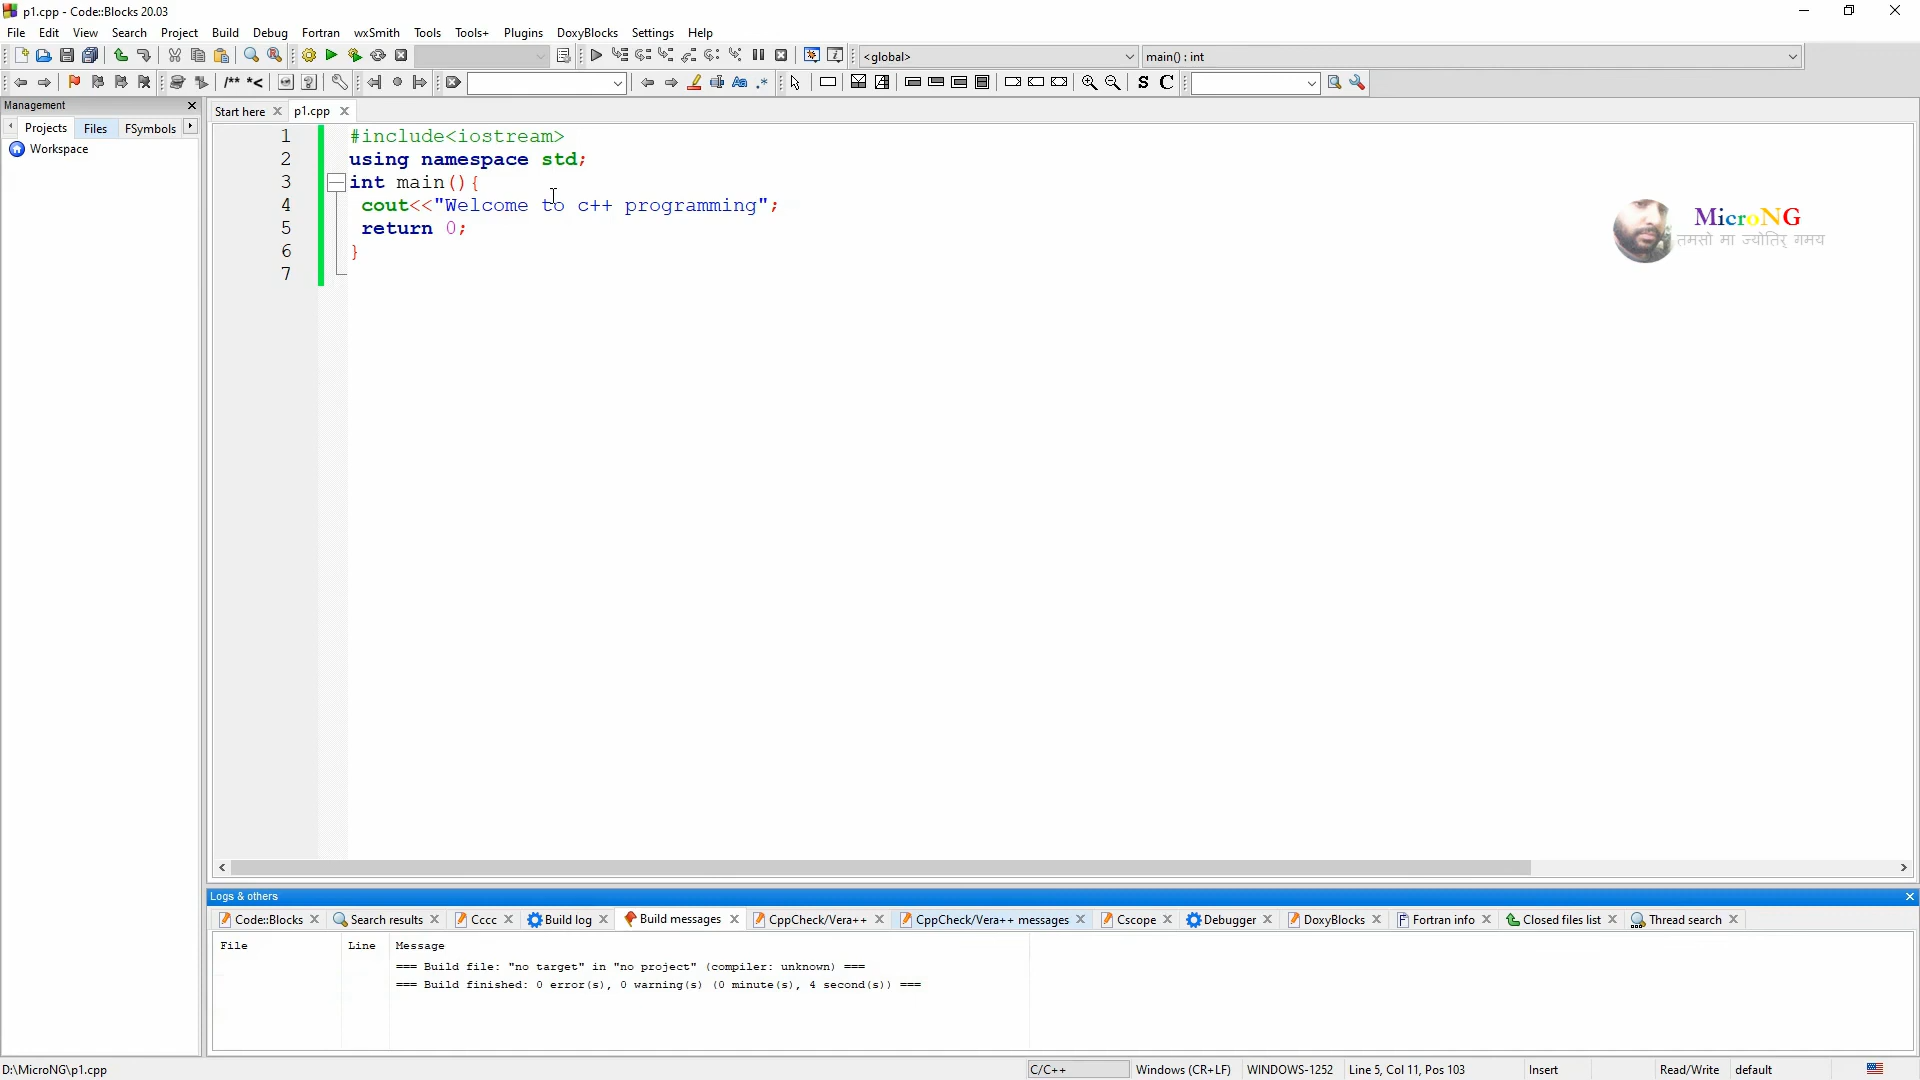 p1.cpp - Code::Blocks 20.03
File Edit View Search Project Build Debug Fortran wxSmith Tools Tools+ Plugins DoxyBlocks Settings Help
<global> main() : int
/** *< Aa .* S C
Management
Projects Files FSymbols
Workspace
Start here p1.cpp
1 #include<iostream>
2 using namespace std;
3 int main(){
4 cout<<"Welcome to c++ programming";
5 return 0;
6 }
7
MicroNG
तमसो मा ज्योतिर् गमय
Logs & others
Code::Blocks Search results Cccc Build log Build messages CppCheck/Vera++ CppCheck/Vera++ messages Cscope Debugger DoxyBlocks Fortran info Closed files list Thread search
File Line Message
=== Build file: "no target" in "no project" (compiler: unknown) ===
=== Build finished: 0 error(s), 0 warning(s) (0 minute(s), 4 second(s)) ===
D:\MicroNG\p1.cpp C/C++ Windows (CR+LF) WINDOWS-1252 Line 5, Col 11, Pos 103 Insert Read/Write default